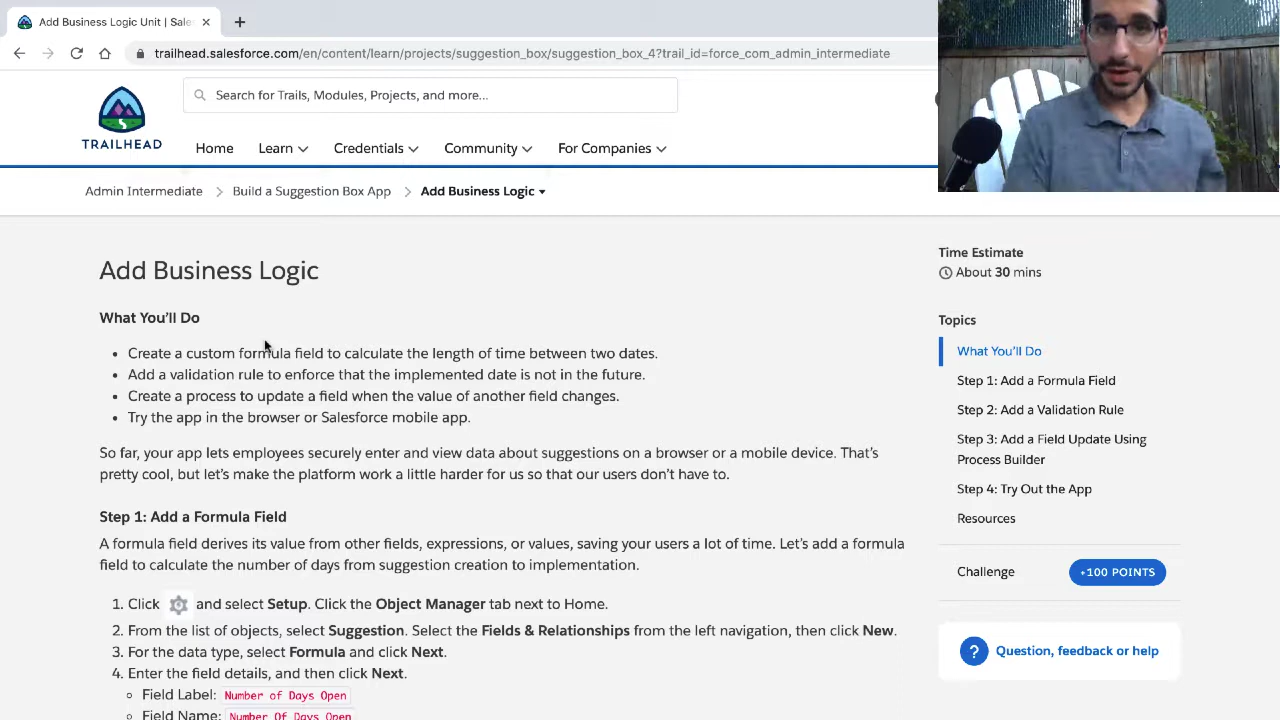 Add Business Logic Unit | Sale
trailhead.salesforce.com/en/content/learn/projects/suggestion_box/suggestion_box_4?trail_id=force_com_admin_intermediate
Search for Trails, Modules, Projects, and more...
TRAILHEAD
Home Learn Credentials Community For Companies
Admin Intermediate Build a Suggestion Box App Add Business Logic
Add Business Logic
What You'll Do
• Create a custom formula field to calculate the length of time between two dates.
• Add a validation rule to enforce that the implemented date is not in the future.
• Create a process to update a field when the value of another field changes.
• Try the app in the browser or Salesforce mobile app.
So far, your app lets employees securely enter and view data about suggestions on a browser or a mobile device. That's
pretty cool, but let's make the platform work a little harder for us so that our users don't have to.
Step 1: Add a Formula Field
A formula field derives its value from other fields, expressions, or values, saving your users a lot of time. Let's add a formula
field to calculate the number of days from suggestion creation to implementation.
1. Click and select Setup. Click the Object Manager tab next to Home.
2. From the list of objects, select Suggestion. Select the Fields & Relationships from the left navigation, then click New.
3. For the data type, select Formula and click Next.
4. Enter the field details, and then click Next.
Field Label: Number of Days Open
Field Name: Number Of Days Open
Time Estimate
About 30 mins
Topics
What You'll Do
Step 1: Add a Formula Field
Step 2: Add a Validation Rule
Step 3: Add a Field Update Using
Process Builder
Step 4: Try Out the App
Resources
Challenge +100 POINTS
? Question, feedback or help